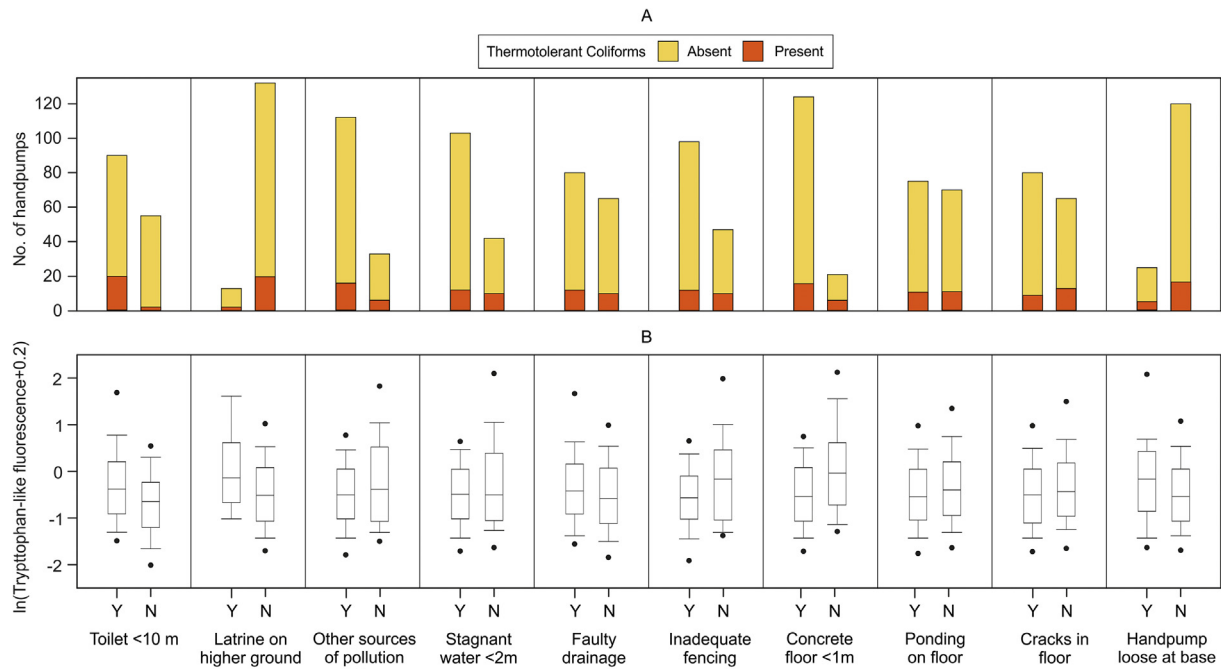 A
Thermotolerant Coliforms Absent Present
No. of handpumps
120
100
80
60
40
20
0
B
ln(Trypttophan-like fluorescence+0.2)
2
1
0
-1
-2
Y N Y N Y N Y N Y N Y N Y N Y N Y N Y N
Toilet <10 m
Latrine on
higher ground
Other sources
of pollution
Stagnant
water <2m
Faulty
drainage
Inadequate
fencing
Concrete
floor <1m
Ponding
on floor
Cracks in
floor
Handpump
loose at base